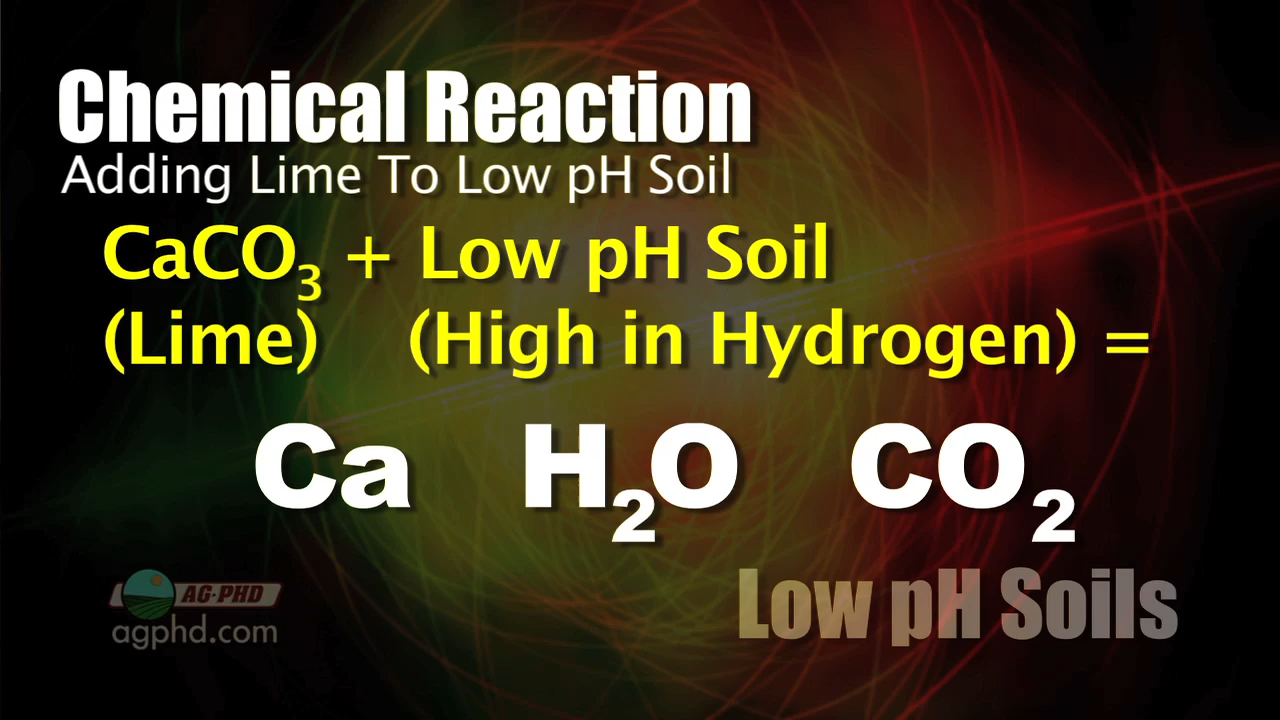 Chemical Reaction
Adding Lime To Low pH Soil
CaCO₃ + Low pH Soil
(Lime) (High in Hydrogen) =
Ca H₂O CO₂
AG-PHD
agphd.com
Low pH Soils